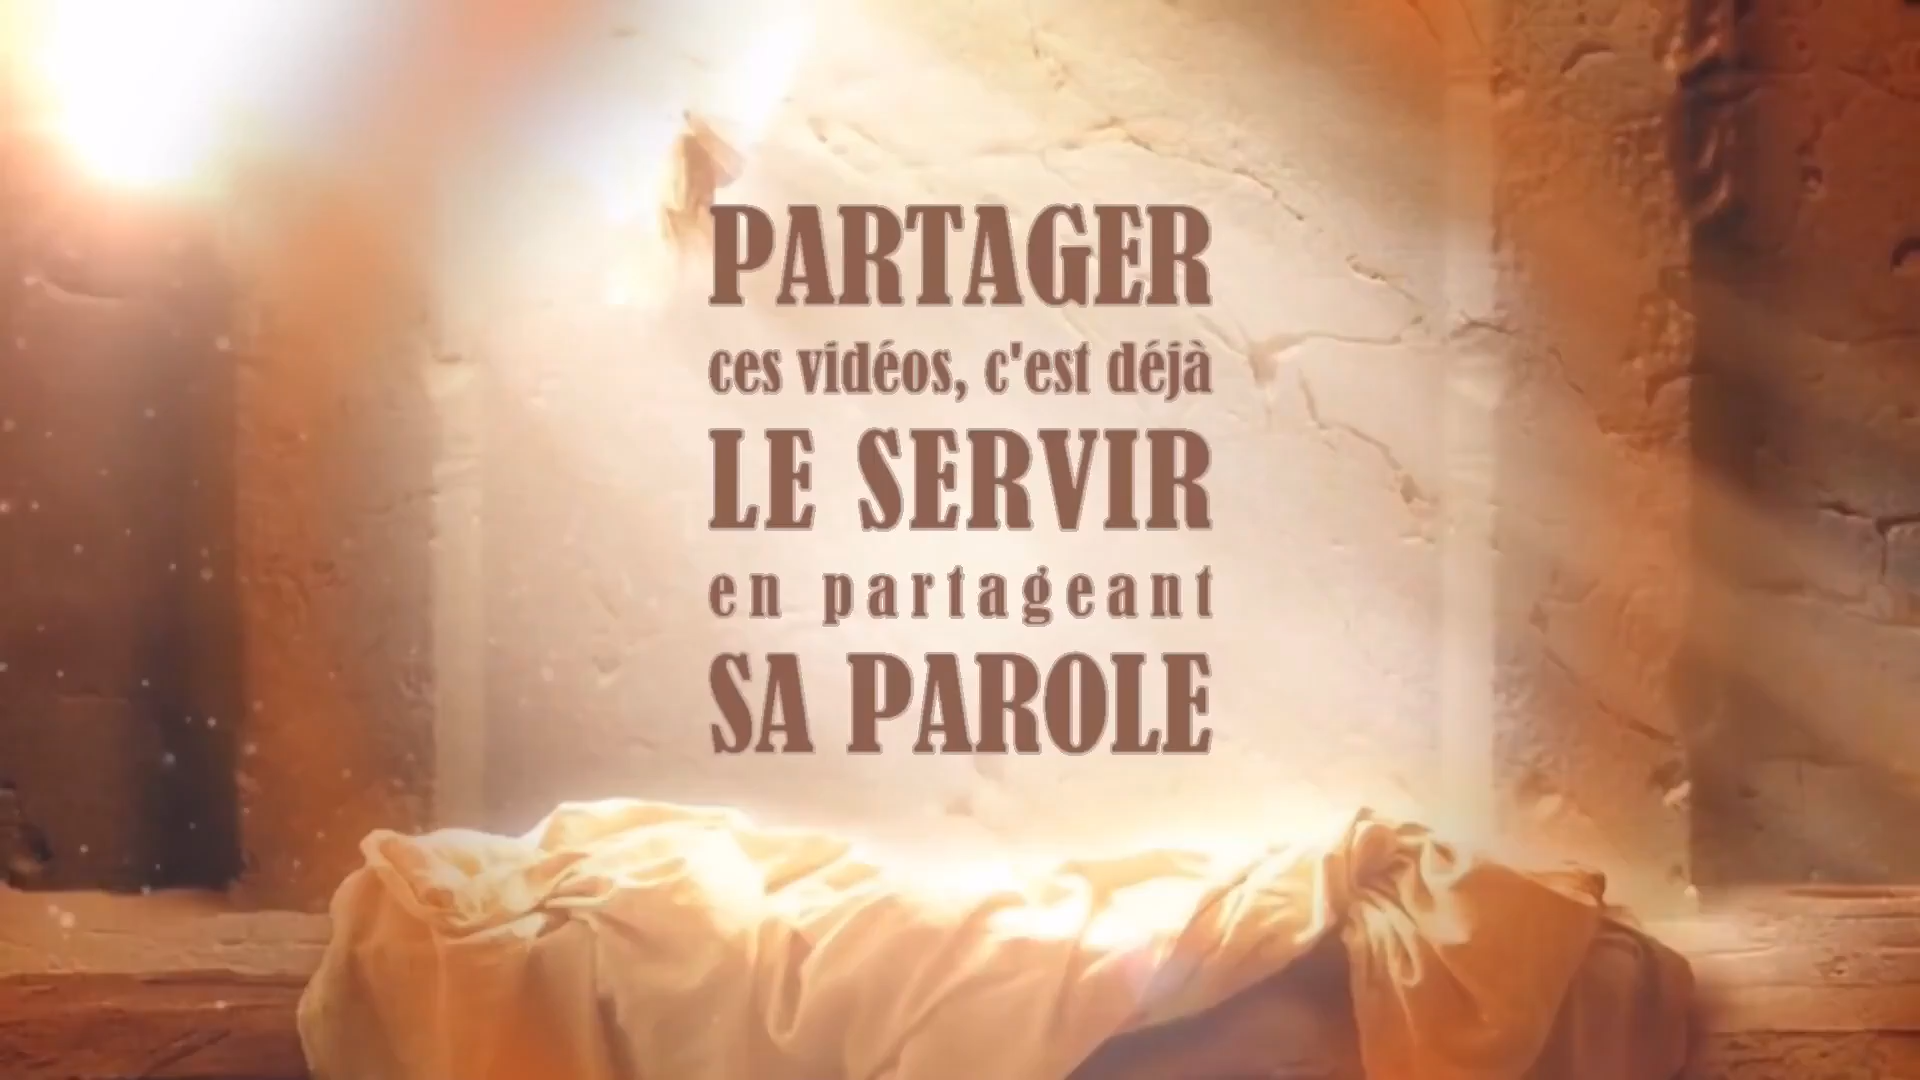 PARTAGER
ces vidéos, c'est déjà
LE SERVIR
en partageant
SA PAROLE